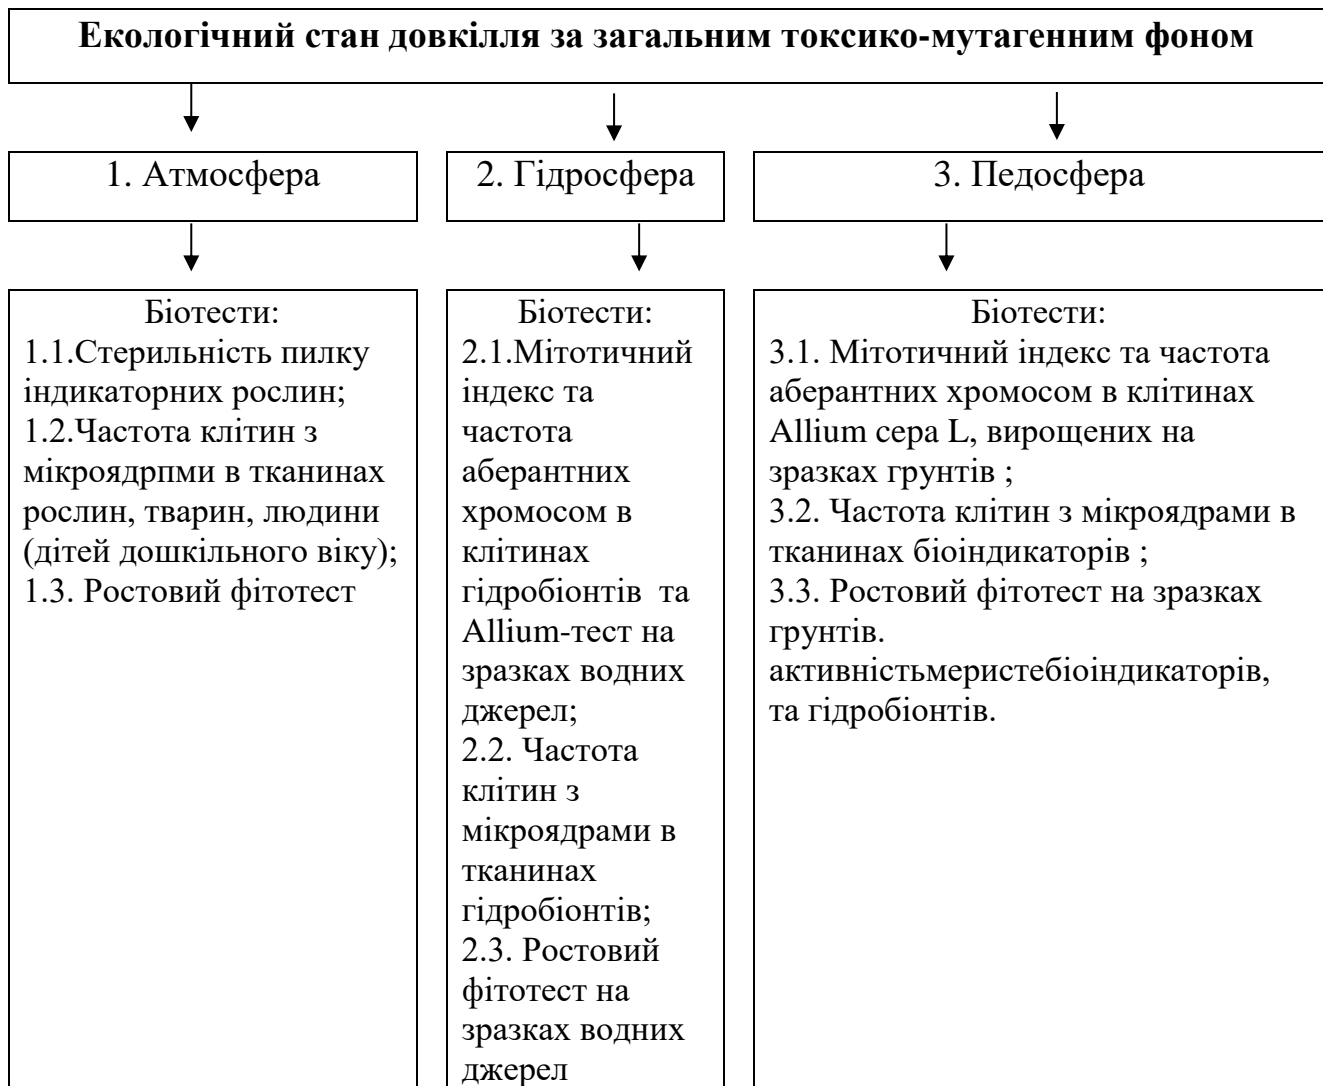 Екологічний стан довкілля за загальним токсико-мутагенним фоном
1. Атмосфера
2. Гідросфера
3. Педосфера
Біотести:
1.1.Стерильність пилку
індикаторних рослин;
1.2.Частота клітин з
мікроядрпми в тканинах
рослин, тварин, людини
(дітей дошкільного віку);
1.3. Ростовий фітотест
Біотести:
2.1.Мітотичний
індекс та
частота
аберантних
хромосом в
клітинах
гідробіонтів та
Allium-тест на
зразках водних
джерел;
2.2. Частота
клітин з
мікроядрами в
тканинах
гідробіонтів;
2.3. Ростовий
фітотест на
зразках водних
джерел
Біотести:
3.1. Мітотичний індекс та частота
аберантних хромосом в клітинах
Allium сера L, вирощених на
зразках грунтів ;
3.2. Частота клітин з мікроядрами в
тканинах біоіндикаторів ;
3.3. Ростовий фітотест на зразках
грунтів.
активністьмеристебіоіндикаторів,
та гідробіонтів.